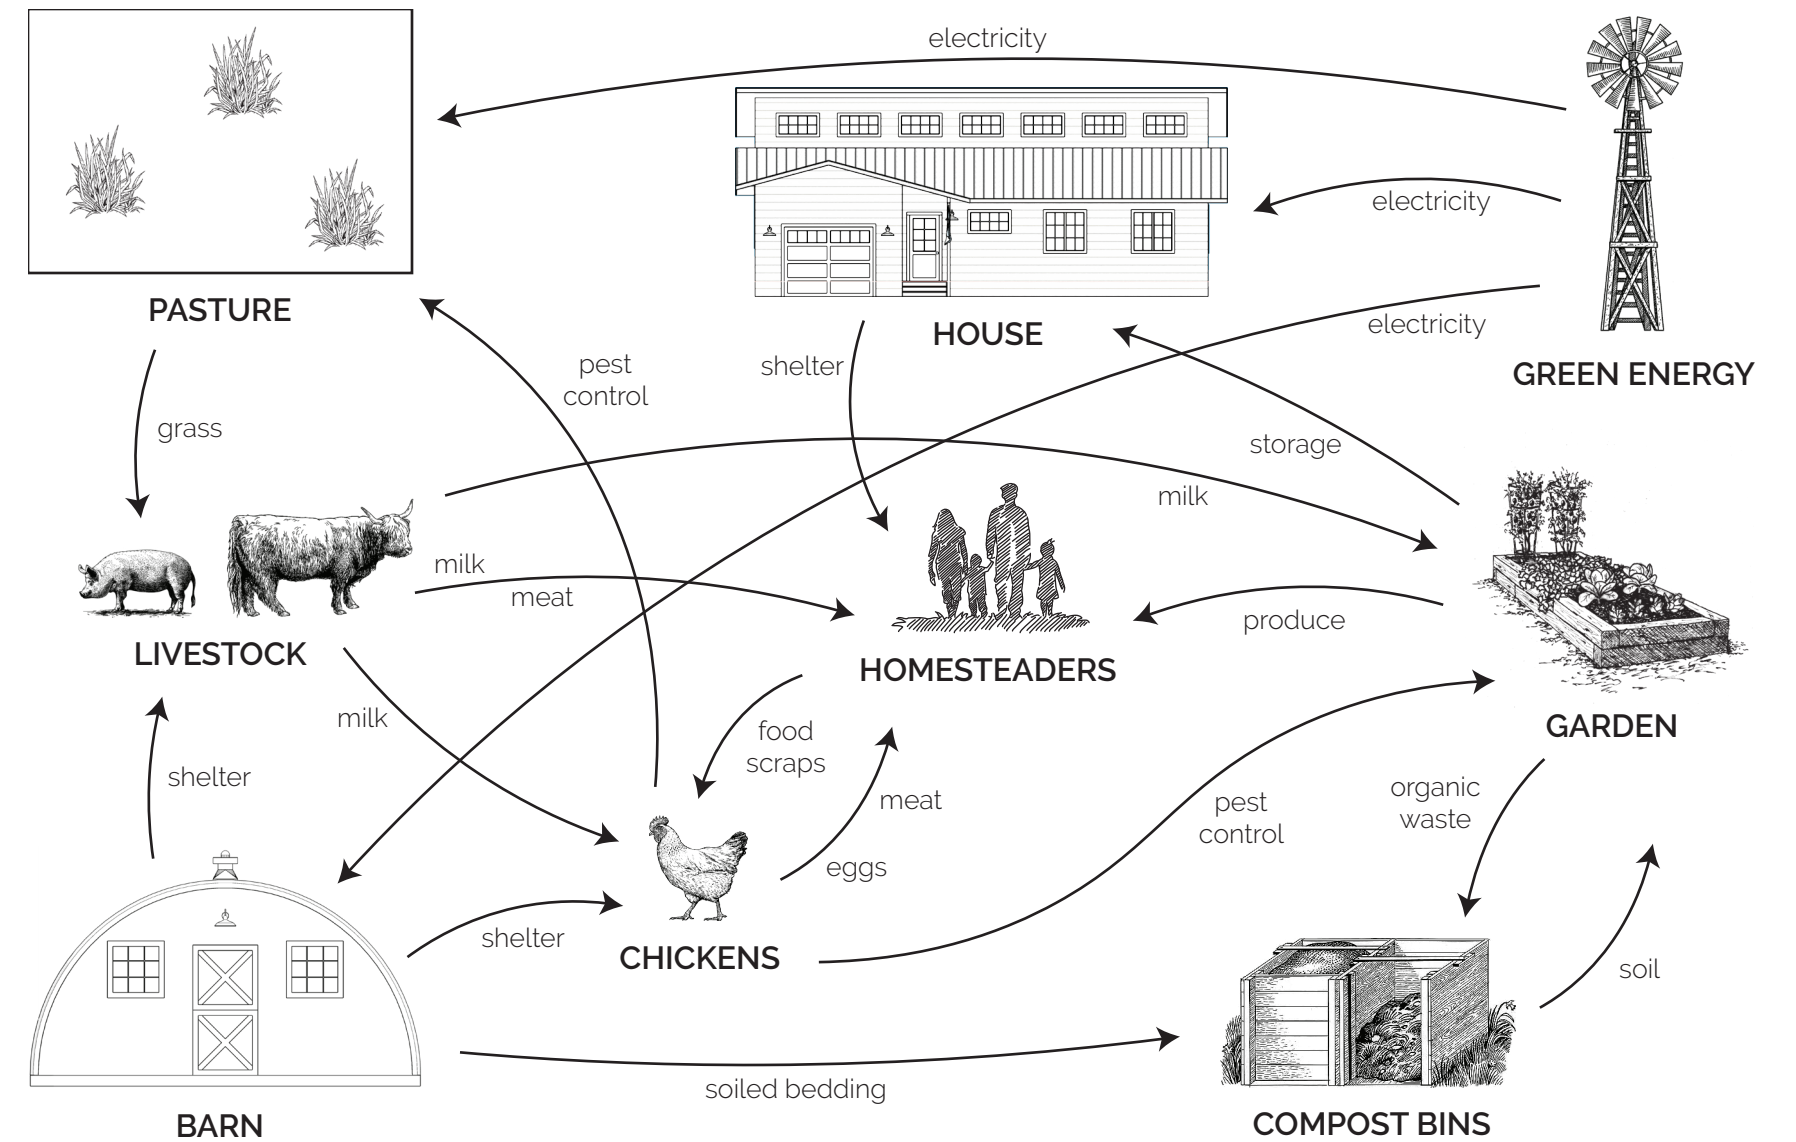 electricity
electricity
PASTURE
HOUSE
electricity
GREEN ENERGY
pest
control
shelter
grass
storage
milk
milk
meat
produce
LIVESTOCK
HOMESTEADERS
milk
food
scraps
GARDEN
shelter
meat
pest
control
organic
waste
eggs
shelter
CHICKENS
soil
soiled bedding
BARN
COMPOST BINS